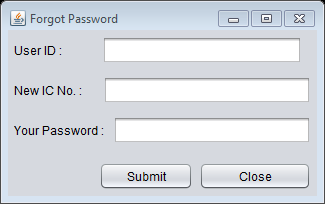 Forgot Password
User ID :
New IC No. :
Your Password :
Submit Close